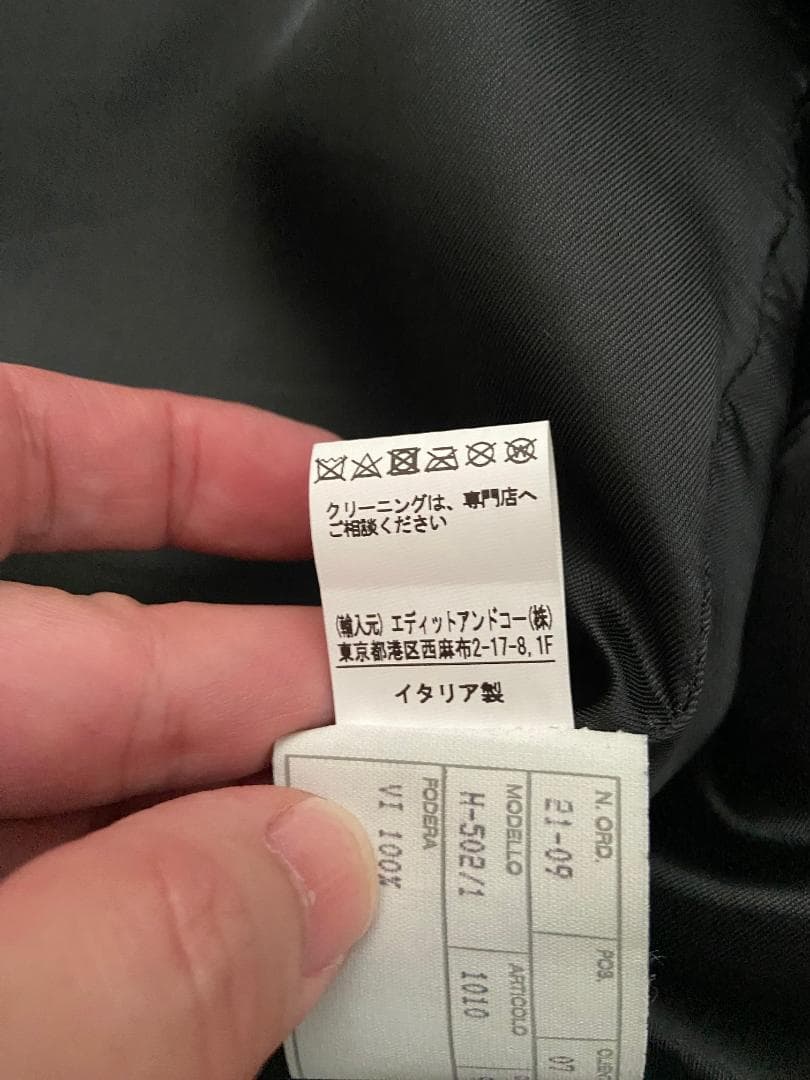 クリーニングは、専門店へ
ご相談ください
(輸入元) エディットアンドコー(株)
東京都港区西麻布2-17-8, 1F
イタリア製
N. ORD.
21-09
POS.
MODELLO
M-502/1
ARTICOLO
1010
FODERA
VI 100%
07